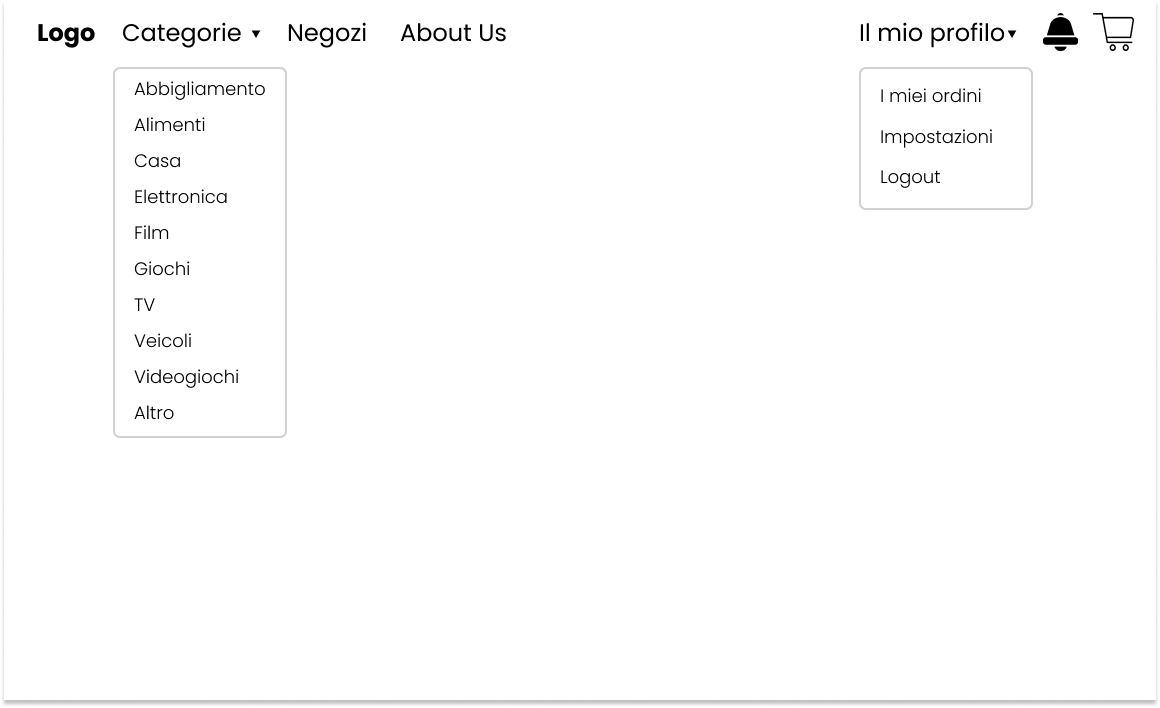 Logo Categorie ▾ Negozi About Us Il mio profilo ▾
Abbigliamento
Alimenti
Casa
Elettronica
Film
Giochi
TV
Veicoli
Videogiochi
Altro
I miei ordini
Impostazioni
Logout